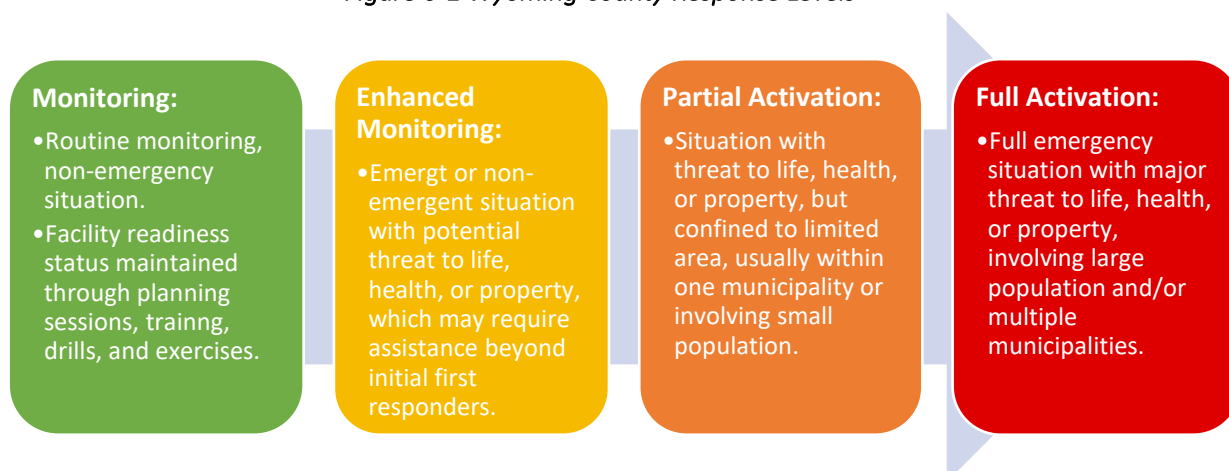 Monitoring:
•Routine monitoring,
non-emergency
situation.
•Facility readiness
status maintained
through planning
sessions, trainng,
drills, and exercises.
Enhanced
Monitoring:
•Emergt or non-
emergent situation
with potential
threat to life,
health, or property,
which may require
assistance beyond
initial first
responders.
Partial Activation:
•Situation with
threat to life, health,
or property, but
confined to limited
area, usually within
one municipality or
involving small
population.
Full Activation:
•Full emergency
situation with major
threat to life, health,
or property,
involving large
population and/or
multiple
municipalities.